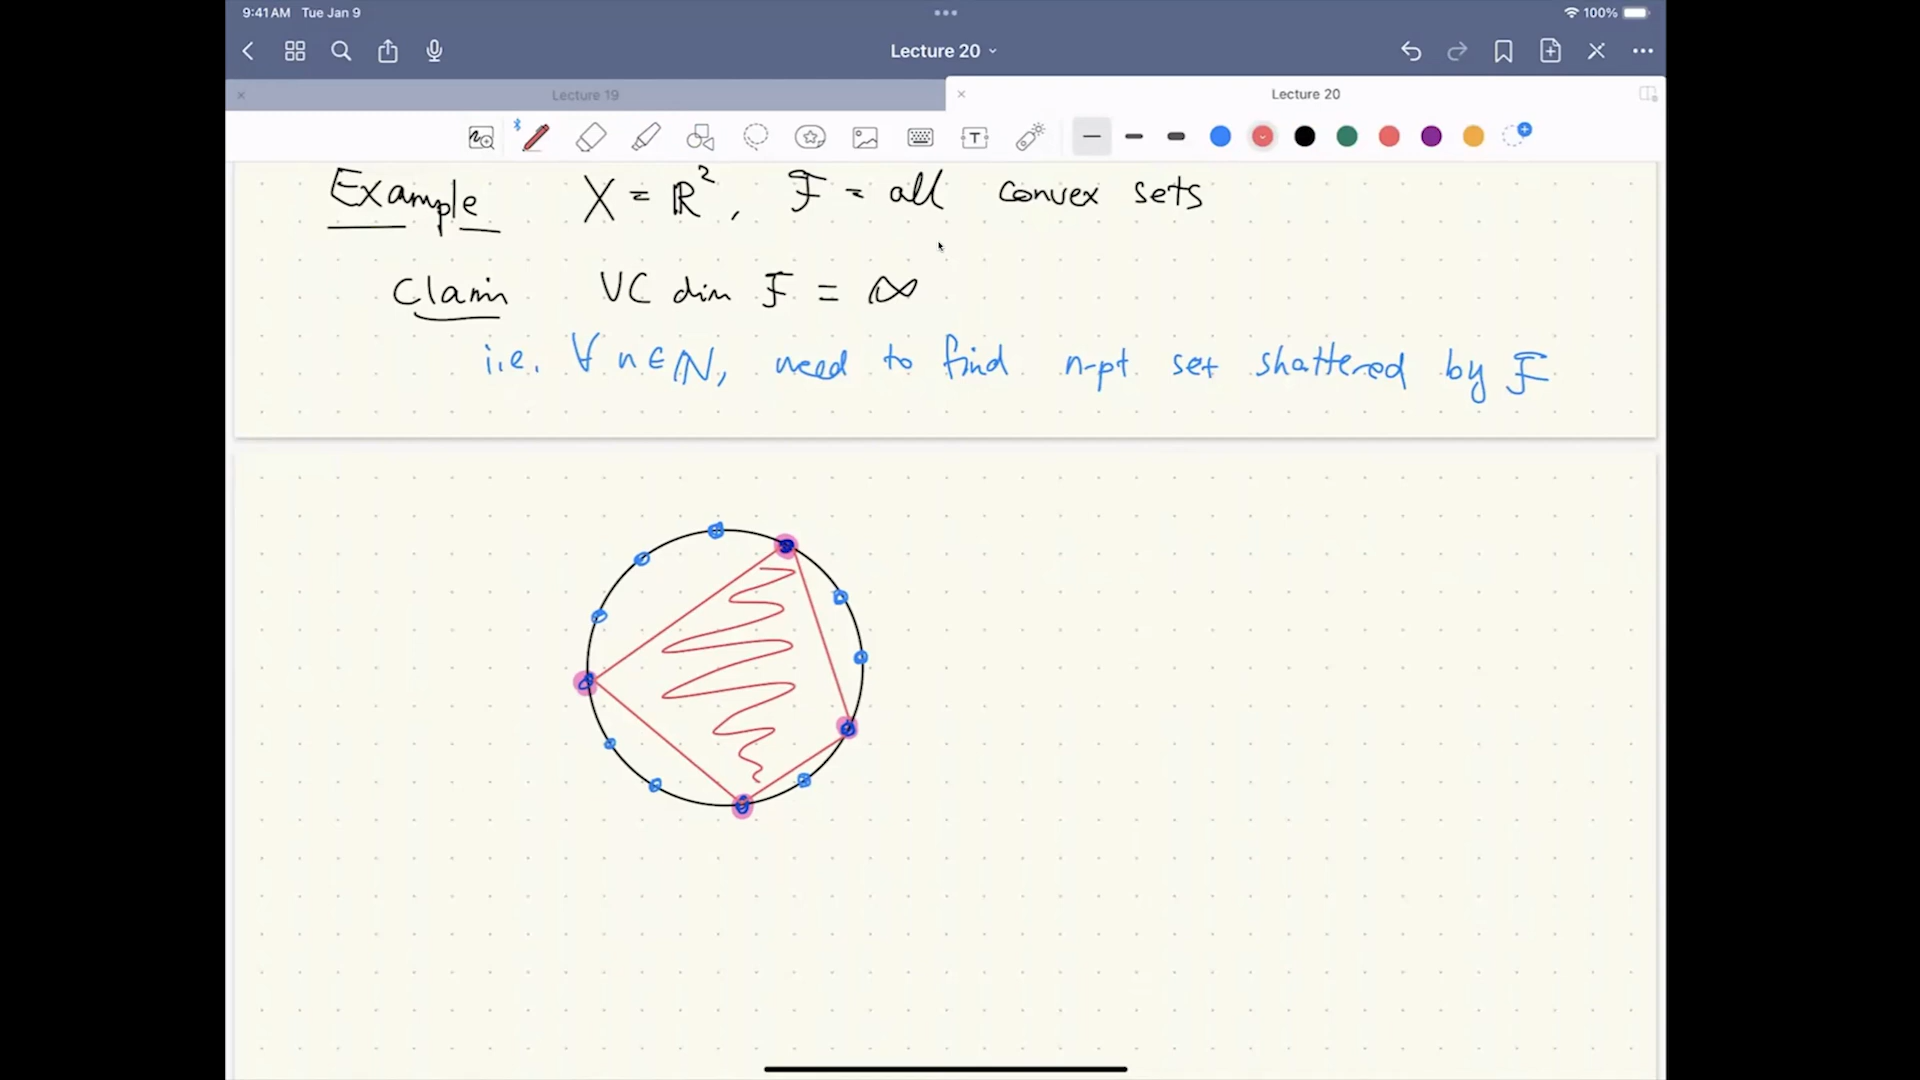 9:41 AM Tue Jan 9
100%
Lecture 20
Lecture 19
Lecture 20
Example X = ℝ², ℱ = all convex sets
Claim VC dim ℱ = ∞
i.e. ∀ n ∈ ℕ, need to find n-pt set shattered by ℱ